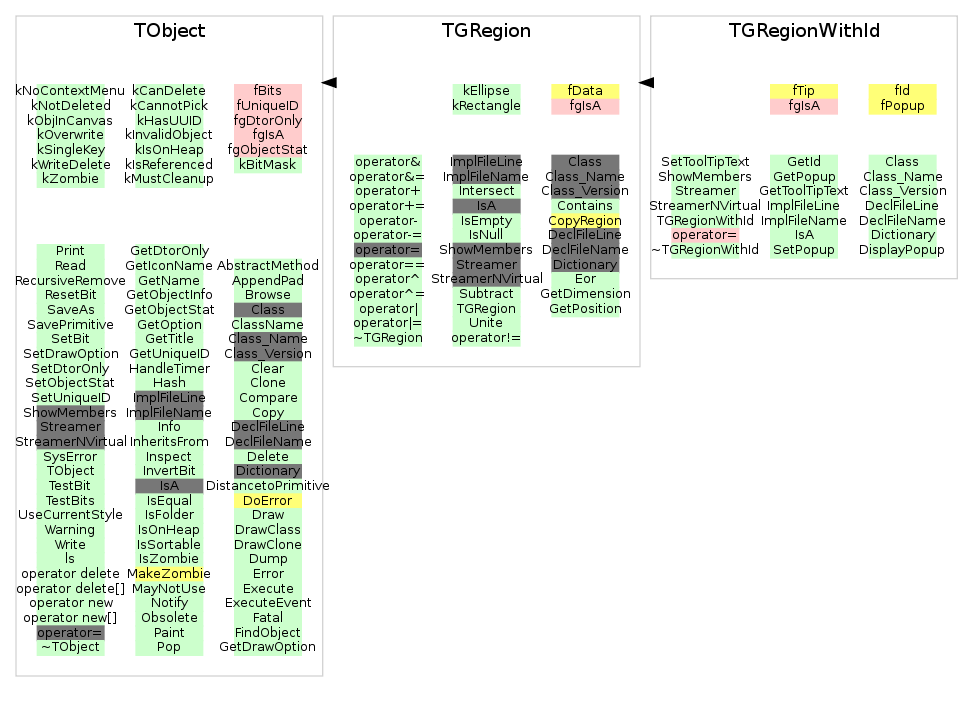 TObject
kNoContextMenu kCanDelete fBits
kNotDeleted kCannotPick fUniqueID
kObjInCanvas kHasUUID fgDtorOnly
kOverwrite kInvalidObject fgIsA
kSingleKey kIsOnHeap fgObjectStat
kWriteDelete kIsReferenced kBitMask
kZombie kMustCleanup
Print GetDtorOnly
Read GetIconName AbstractMethod
RecursiveRemove GetName AppendPad
ResetBit GetObjectInfo Browse
SaveAs GetObjectStat Class
SavePrimitive GetOption ClassName
SetBit GetTitle Class_Name
SetDrawOption GetUniqueID Class_Version
SetDtorOnly HandleTimer Clear
SetObjectStat Hash Clone
SetUniqueID ImplFileLine Compare
ShowMembers ImplFileName Copy
Streamer Info DeclFileLine
StreamerNVirtual InheritsFrom DeclFileName
SysError Inspect Delete
TObject InvertBit Dictionary
TestBit IsA DistancetoPrimitive
TestBits IsEqual DoError
UseCurrentStyle IsFolder Draw
Warning IsOnHeap DrawClass
Write IsSortable DrawClone
ls IsZombie Dump
operator delete MakeZombie Error
operator delete[] MayNotUse Execute
operator new Notify ExecuteEvent
operator new[] Obsolete Fatal
operator= Paint FindObject
~TObject Pop GetDrawOption
TGRegion
kEllipse fData
kRectangle fgIsA
operator& ImplFileLine Class
operator&= ImplFileName Class_Name
operator+ Intersect Class_Version
operator+= IsA Contains
operator- IsEmpty CopyRegion
operator-= IsNull DeclFileLine
operator= ShowMembers DeclFileName
operator== Streamer Dictionary
operator^ StreamerNVirtual Eor
operator^= Subtract GetDimension
operator| TGRegion GetPosition
operator|= Unite
~TGRegion operator!=
TGRegionWithId
fTip fId
fgIsA fPopup
SetToolTipText GetId Class
ShowMembers GetPopup Class_Name
Streamer GetToolTipText Class_Version
StreamerNVirtual ImplFileLine DeclFileLine
TGRegionWithId ImplFileName DeclFileName
operator= IsA Dictionary
~TGRegionWithId SetPopup DisplayPopup